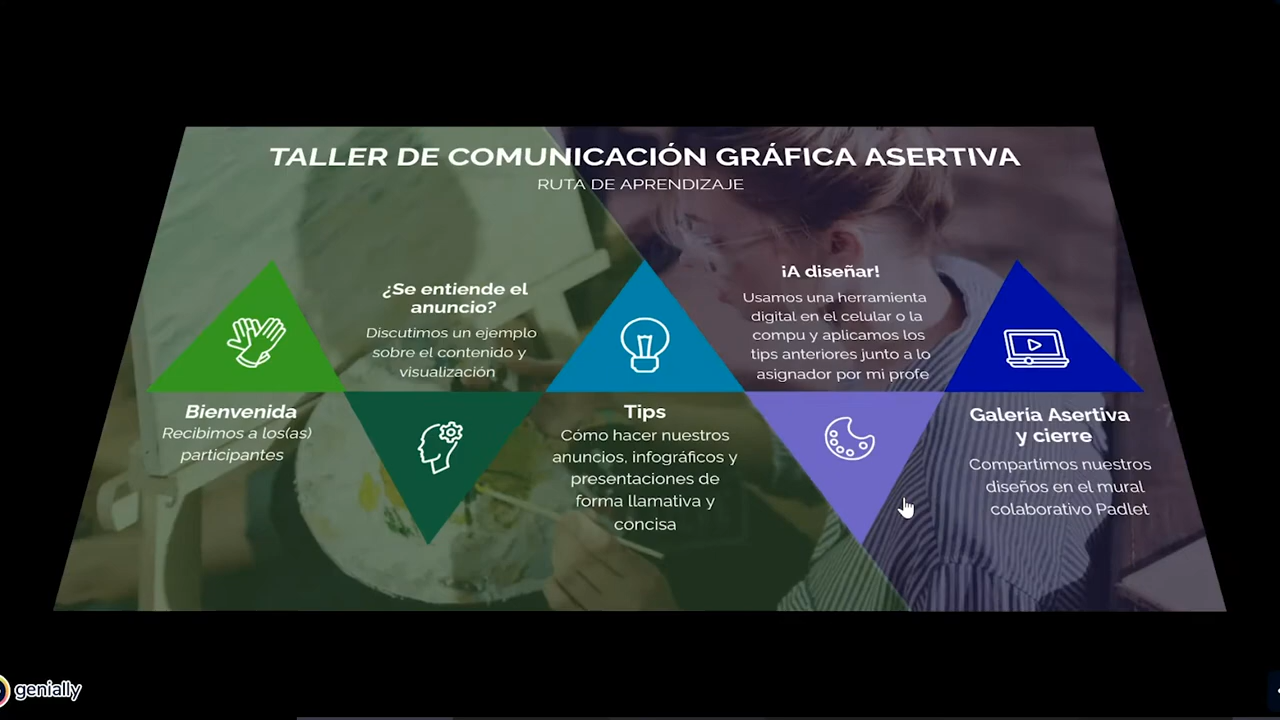 TALLER DE COMUNICACIÓN GRÁFICA ASERTIVA
RUTA DE APRENDIZAJE
Bienvenida
Recibimos a los(as)
participantes
¿Se entiende el
anuncio?
Discutimos un ejemplo
sobre el contenido y
visualización
Tips
Cómo hacer nuestros
anuncios, infográficos y
presentaciones de
forma llamativa y
concisa
¡A diseñar!
Usamos una herramienta
digital en el celular o la
compu y aplicamos los
tips anteriores junto a lo
asignador por mi profe
Galería Asertiva
y cierre
Compartimos nuestros
diseños en el mural
colaborativo Padlet
genially